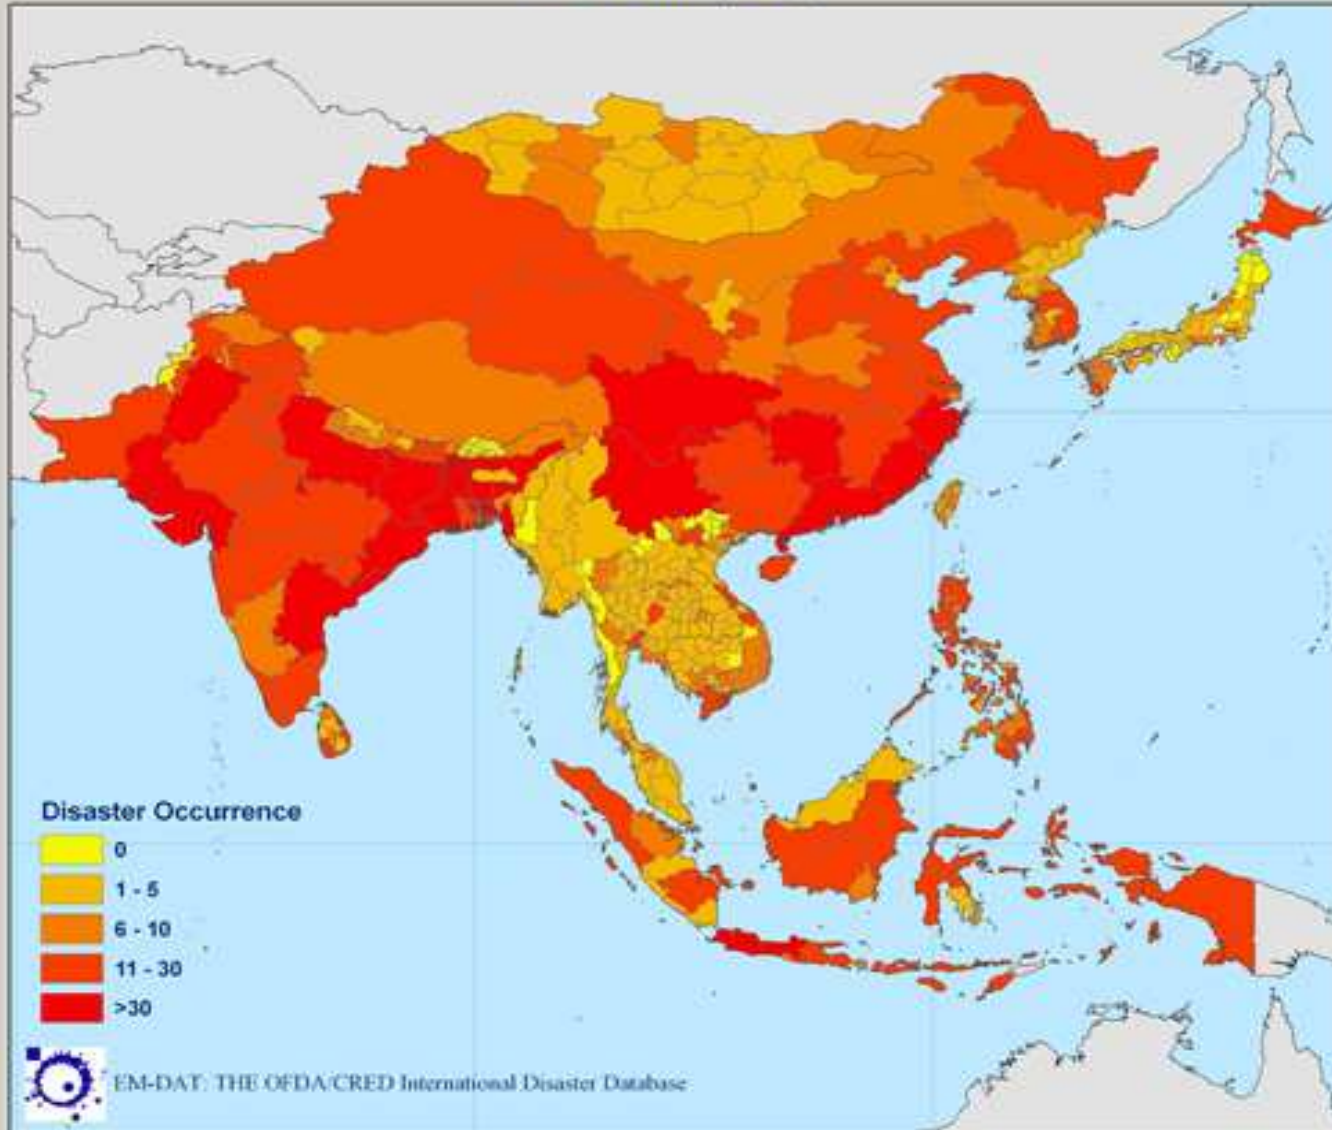 Disaster Occurrence
0
1 - 5
6 - 10
11 - 30
>30
EM-DAT: THE OFDA/CRED International Disaster Database